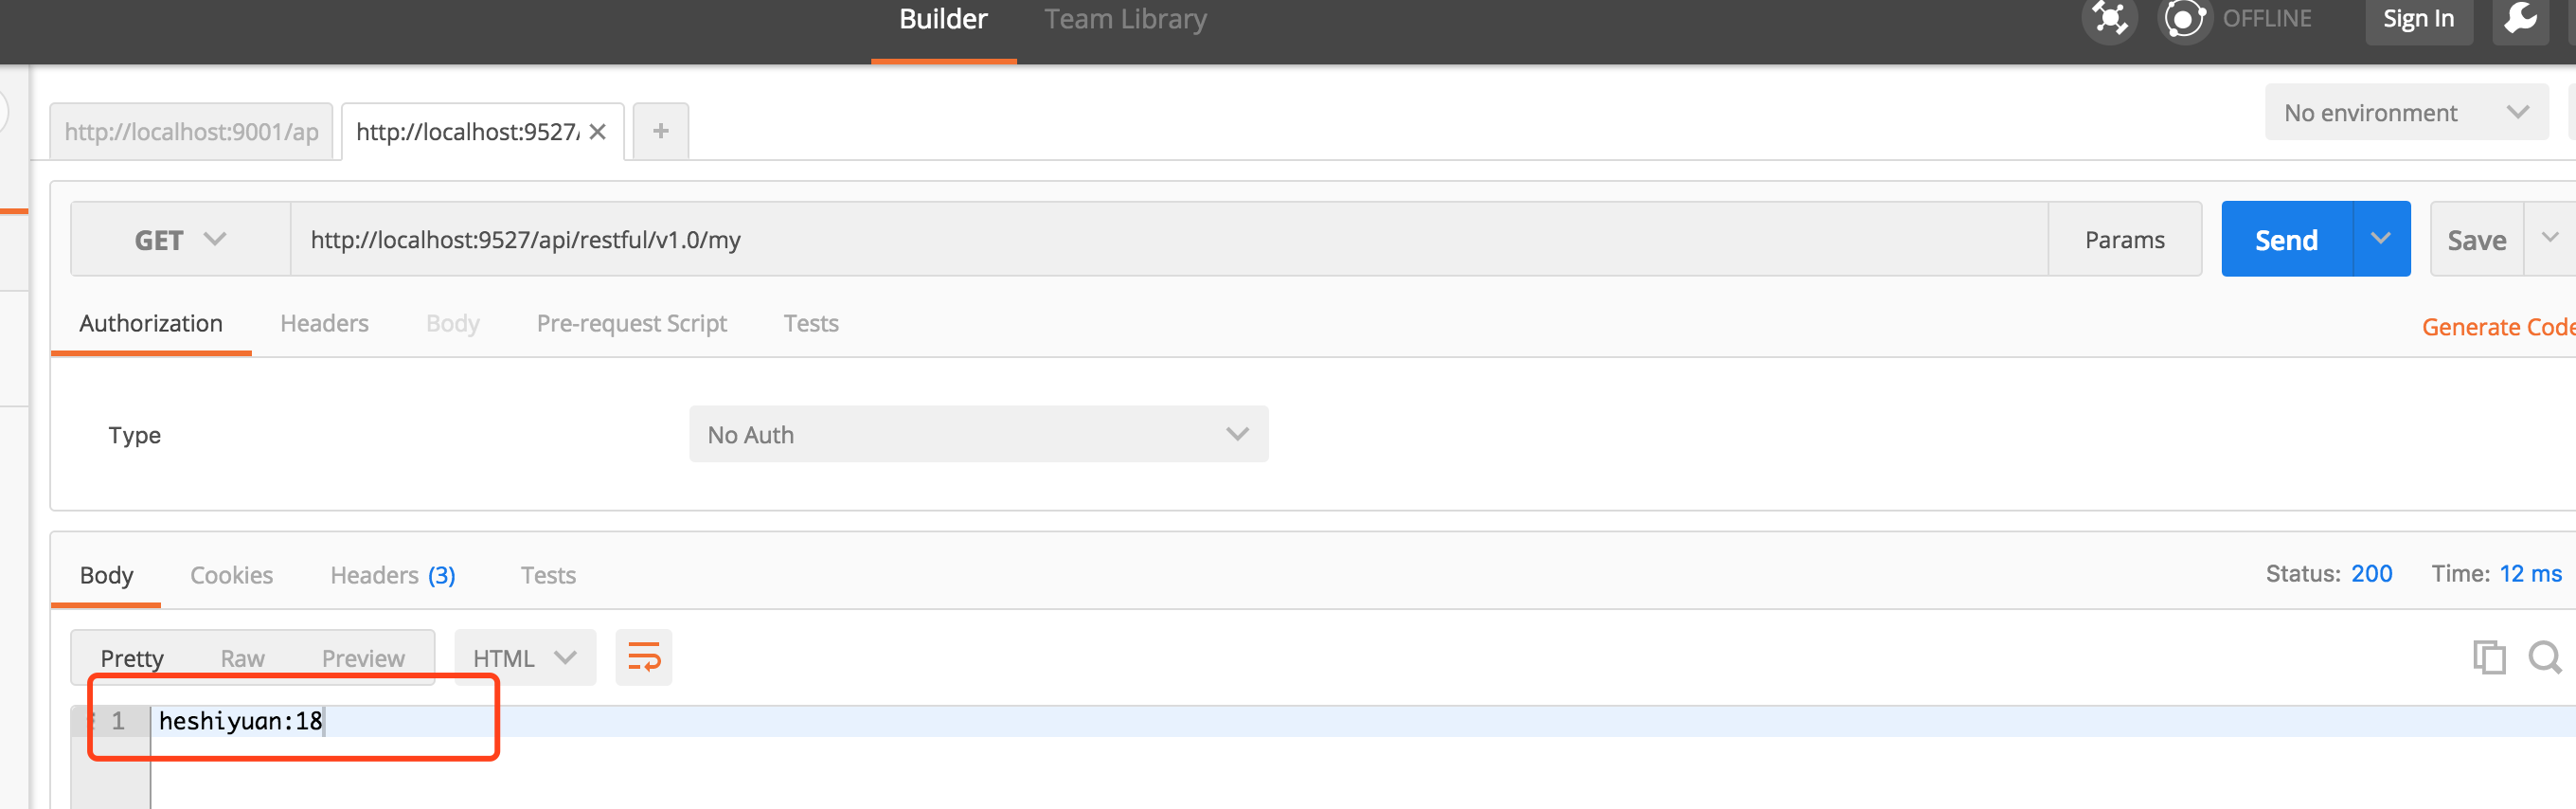 Builder Team Library OFFLINE Sign In
http://localhost:9001/ap http://localhost:9527/ + No environment
GET http://localhost:9527/api/restful/v1.0/my Params Send Save
Authorization Headers Body Pre-request Script Tests Generate Code
Type No Auth
Body Cookies Headers (3) Tests Status: 200 Time: 12 ms
Pretty Raw Preview HTML
1 heshiyuan:18